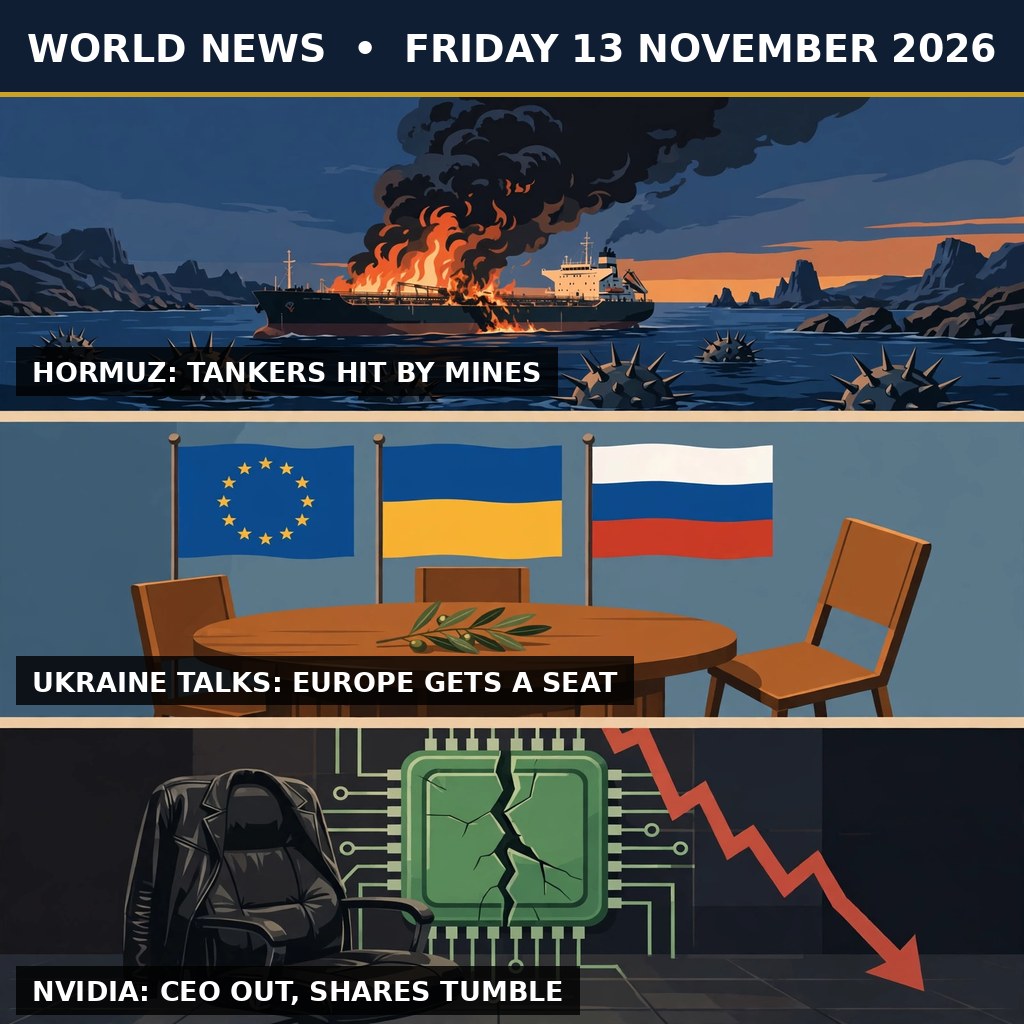 WORLD NEWS • FRIDAY 13 NOVEMBER 2026
HORMUZ: TANKERS HIT BY MINES
UKRAINE TALKS: EUROPE GETS A SEAT
NVIDIA: CEO OUT, SHARES TUMBLE